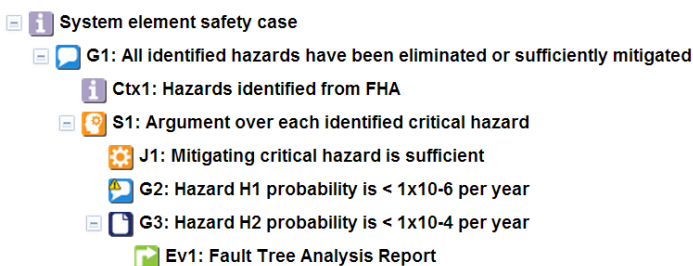 System element safety case
G1: All identified hazards have been eliminated or sufficiently mitigated
Ctx1: Hazards identified from FHA
S1: Argument over each identified critical hazard
J1: Mitigating critical hazard is sufficient
G2: Hazard H1 probability is < 1x10-6 per year
G3: Hazard H2 probability is < 1x10-4 per year
Ev1: Fault Tree Analysis Report